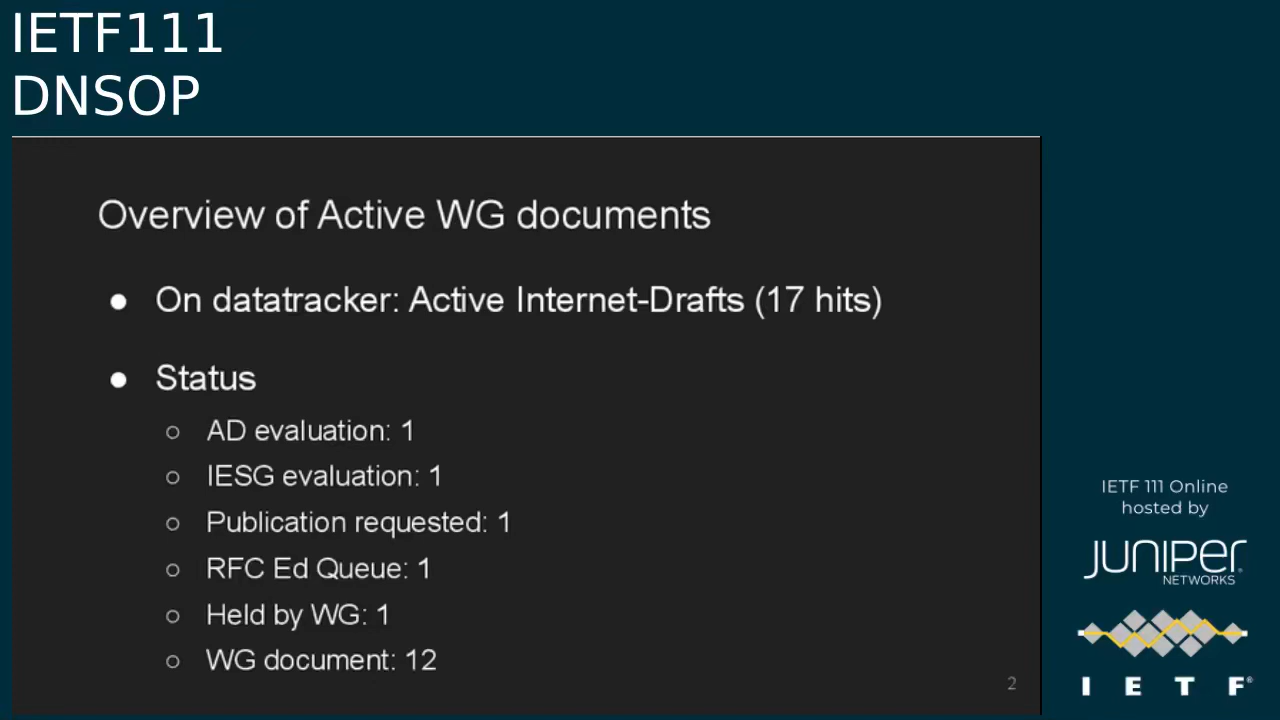 IETF111
DNSOP
Overview of Active WG documents
● On datatracker: Active Internet-Drafts (17 hits)
● Status
○ AD evaluation: 1
○ IESG evaluation: 1
○ Publication requested: 1
○ RFC Ed Queue: 1
○ Held by WG: 1
○ WG document: 12
2
IETF 111 Online
hosted by
JUNIPER
NETWORKS
I E T F®